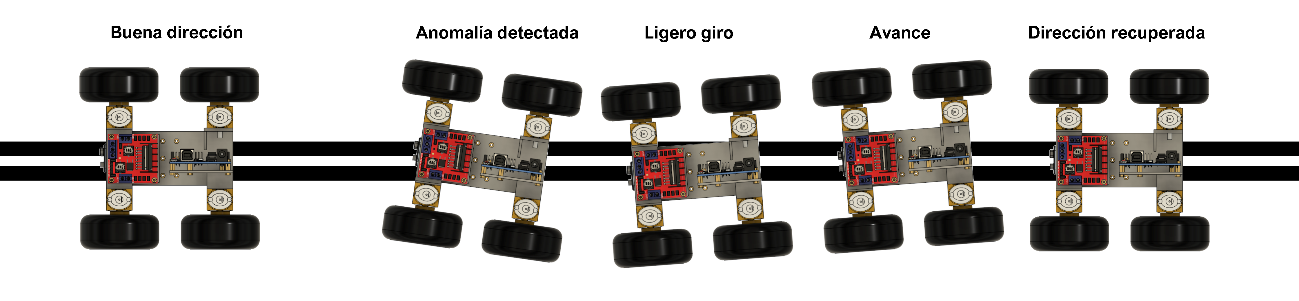 Buena dirección
Anomalía detectada
Ligero giro
Avance
Dirección recuperada